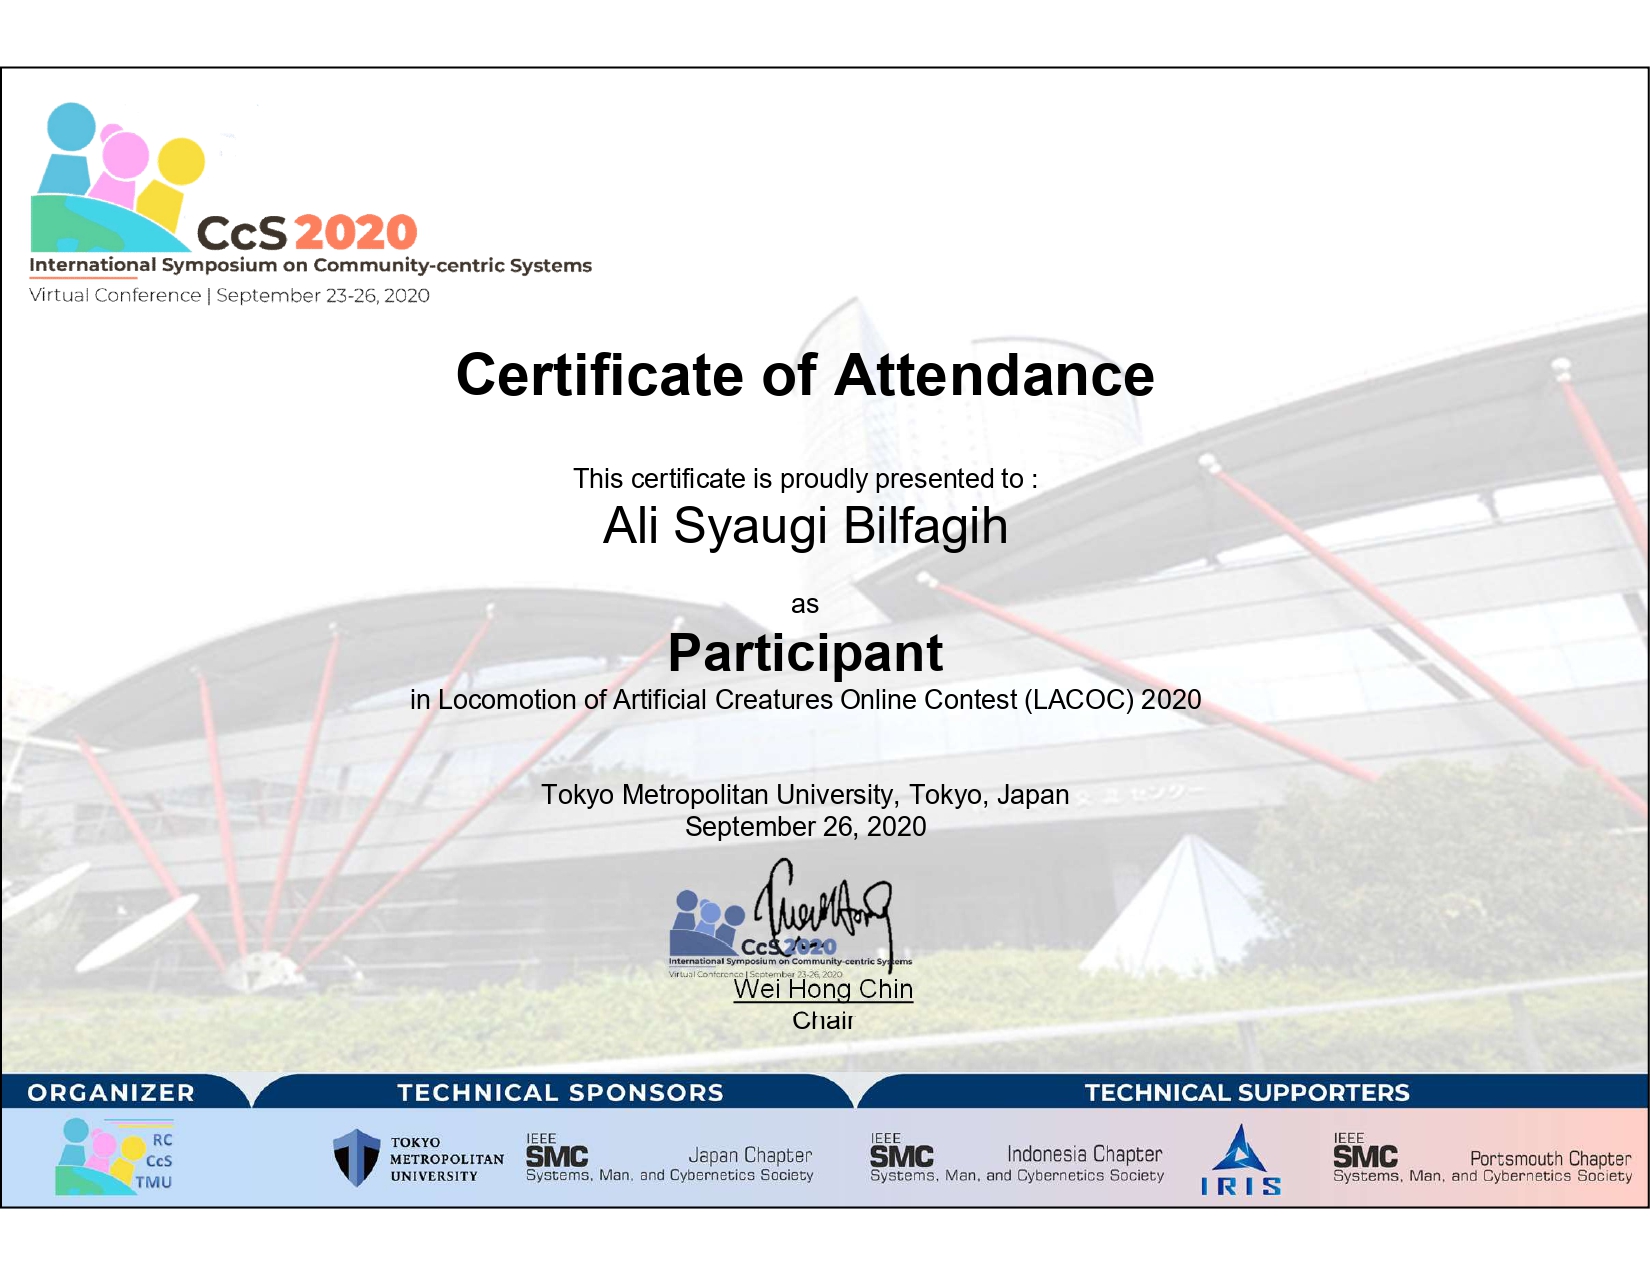 CcS 2020
International Symposium on Community-centric Systems
Virtual Conference | September 23-26, 2020
Certificate of Attendance
This certificate is proudly presented to :
Ali Syaugi Bilfagih
as
Participant
in Locomotion of Artificial Creatures Online Contest (LACOC) 2020
Tokyo Metropolitan University, Tokyo, Japan
September 26, 2020
CcS 2020
International Symposium on Community-centric Systems
Virtual Conference | September 23-26, 2020
Wei Hong Chin
Chair
ORGANIZER
TECHNICAL SPONSORS
TECHNICAL SUPPORTERS
RC
CcS
TMU
TOKYO
METROPOLITAN
UNIVERSITY
IEEE
SMC Japan Chapter
Systems, Man, and Cybernetics Society
IEEE
SMC Indonesia Chapter
Systems, Man, and Cybernetics Society
IRIS
IEEE
SMC Portsmouth Chapter
Systems, Man, and Cybernetics Society